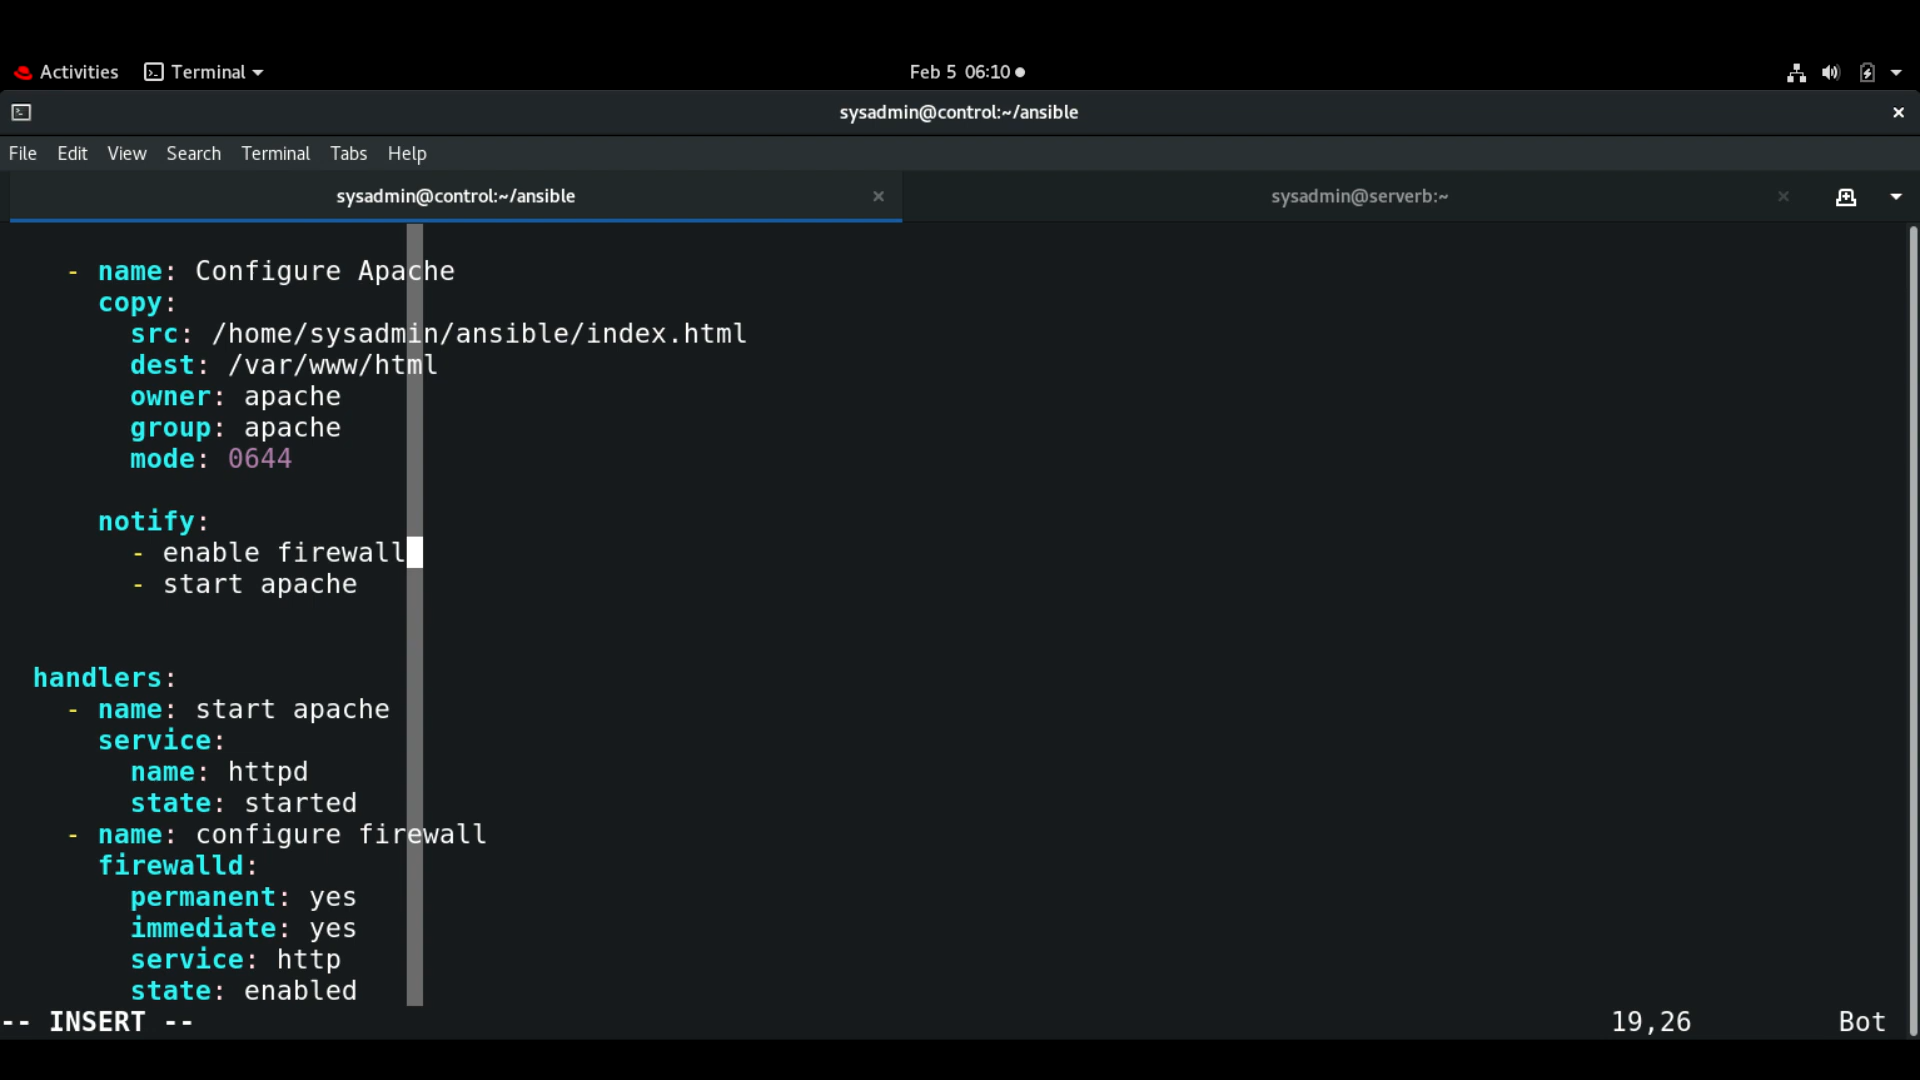 Activities Terminal Feb 5 06:10
sysadmin@control:~/ansible
File Edit View Search Terminal Tabs Help
sysadmin@control:~/ansible sysadmin@serverb:~
- name: Configure Apache
copy:
src: /home/sysadmin/ansible/index.html
dest: /var/www/html
owner: apache
group: apache
mode: 0644
notify:
- enable firewall
- start apache
handlers:
- name: start apache
service:
name: httpd
state: started
- name: configure firewall
firewalld:
permanent: yes
immediate: yes
service: http
state: enabled
-- INSERT -- 19,26 Bot